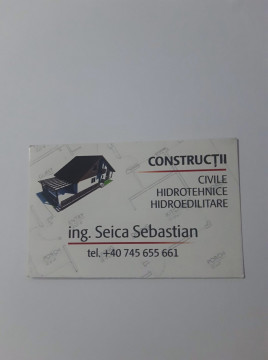 CONSTRUCȚII
CIVILE
HIDROTEHNICE
HIDROEDILITARE
ing. Seica Sebastian
tel. +40 745 655 661